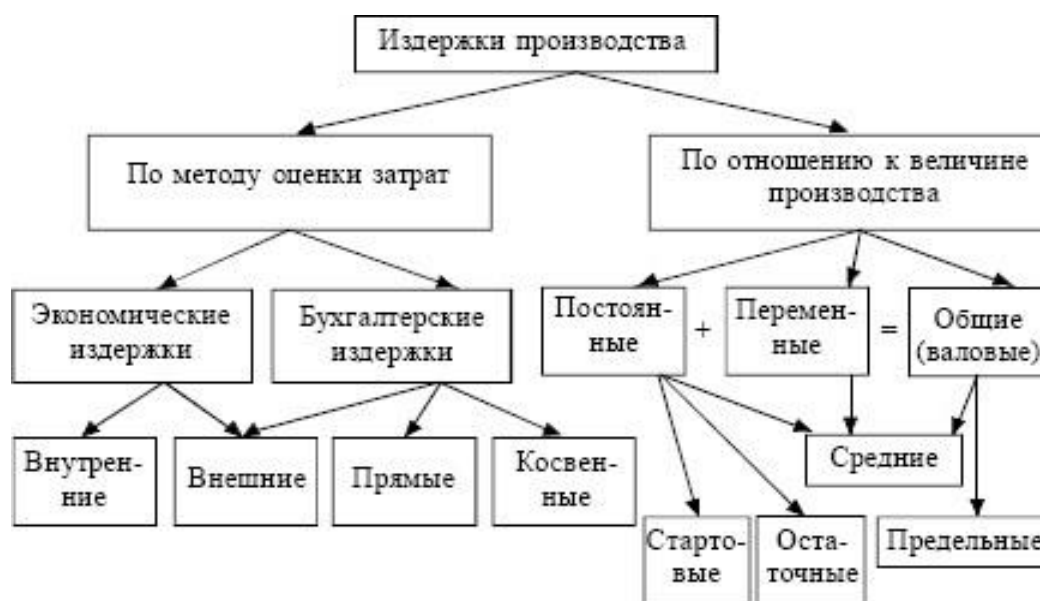 Издержки производства
По методу оценки затрат
По отношению к величине
производства
Экономические
издержки
Бухгалтерские
издержки
Постоян-
ные
+
Перемен-
ные
=
Общие
(валовые)
Внутрен-
ние
Внешние
Прямые
Косвен-
ные
Средние
Старто-
вые
Оста-
точные
Предельные